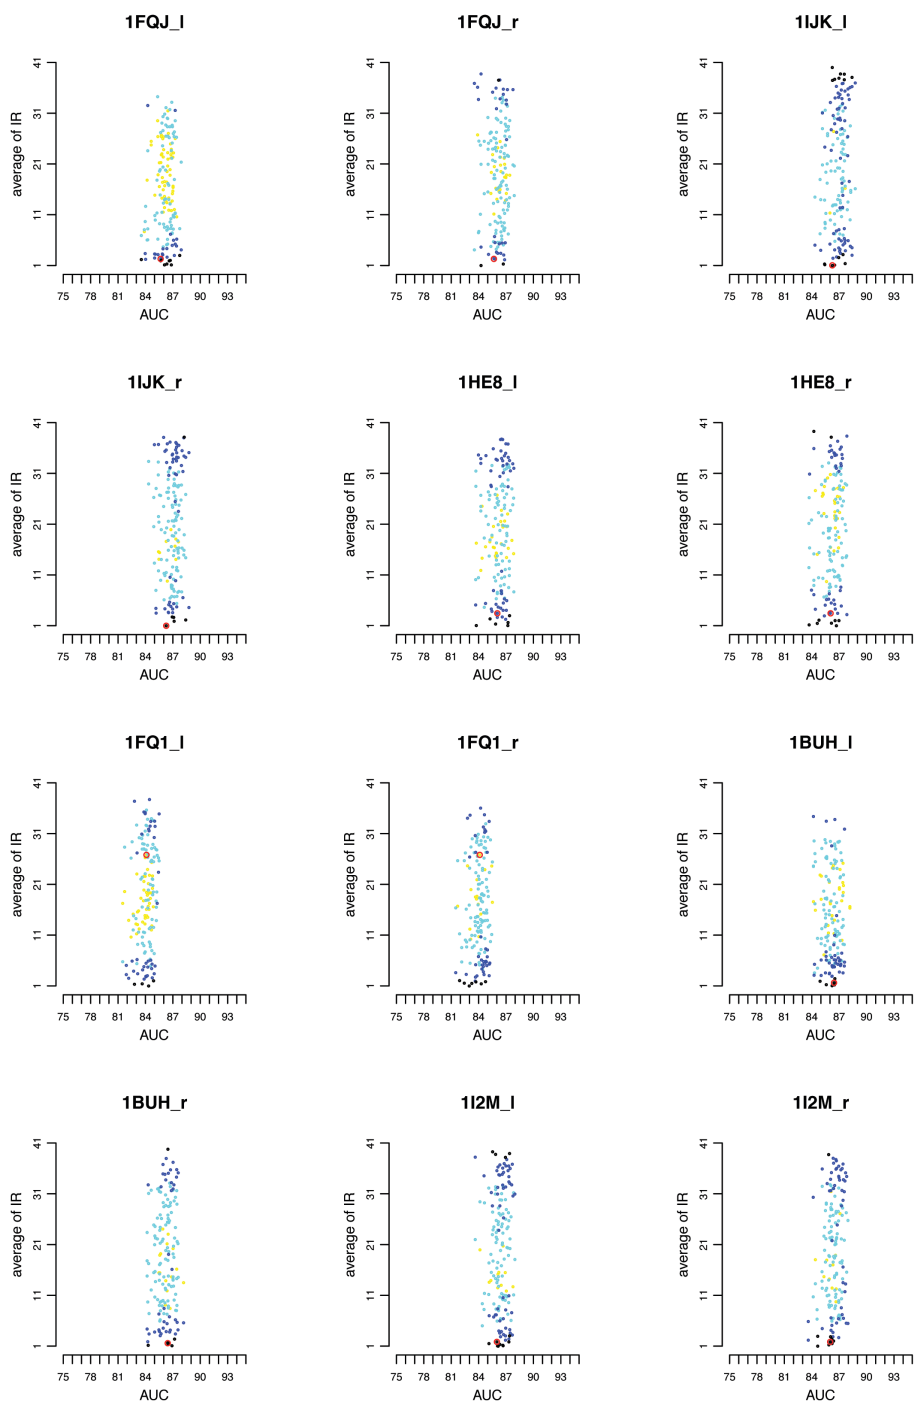 1FQJ_l
1FQJ_r
1IJK_l
average of IR
1 11 21 31 41
75 78 81 84 87 90 93
AUC
average of IR
1 11 21 31 41
75 78 81 84 87 90 93
AUC
average of IR
1 11 21 31 41
75 78 81 84 87 90 93
AUC
1IJK_r
1HE8_l
1HE8_r
average of IR
1 11 21 31 41
75 78 81 84 87 90 93
AUC
average of IR
1 11 21 31 41
75 78 81 84 87 90 93
AUC
average of IR
1 11 21 31 41
75 78 81 84 87 90 93
AUC
1FQ1_l
1FQ1_r
1BUH_l
average of IR
1 11 21 31 41
75 78 81 84 87 90 93
AUC
average of IR
1 11 21 31 41
75 78 81 84 87 90 93
AUC
average of IR
1 11 21 31 41
75 78 81 84 87 90 93
AUC
1BUH_r
1I2M_l
1I2M_r
average of IR
1 11 21 31 41
75 78 81 84 87 90 93
AUC
average of IR
1 11 21 31 41
75 78 81 84 87 90 93
AUC
average of IR
1 11 21 31 41
75 78 81 84 87 90 93
AUC